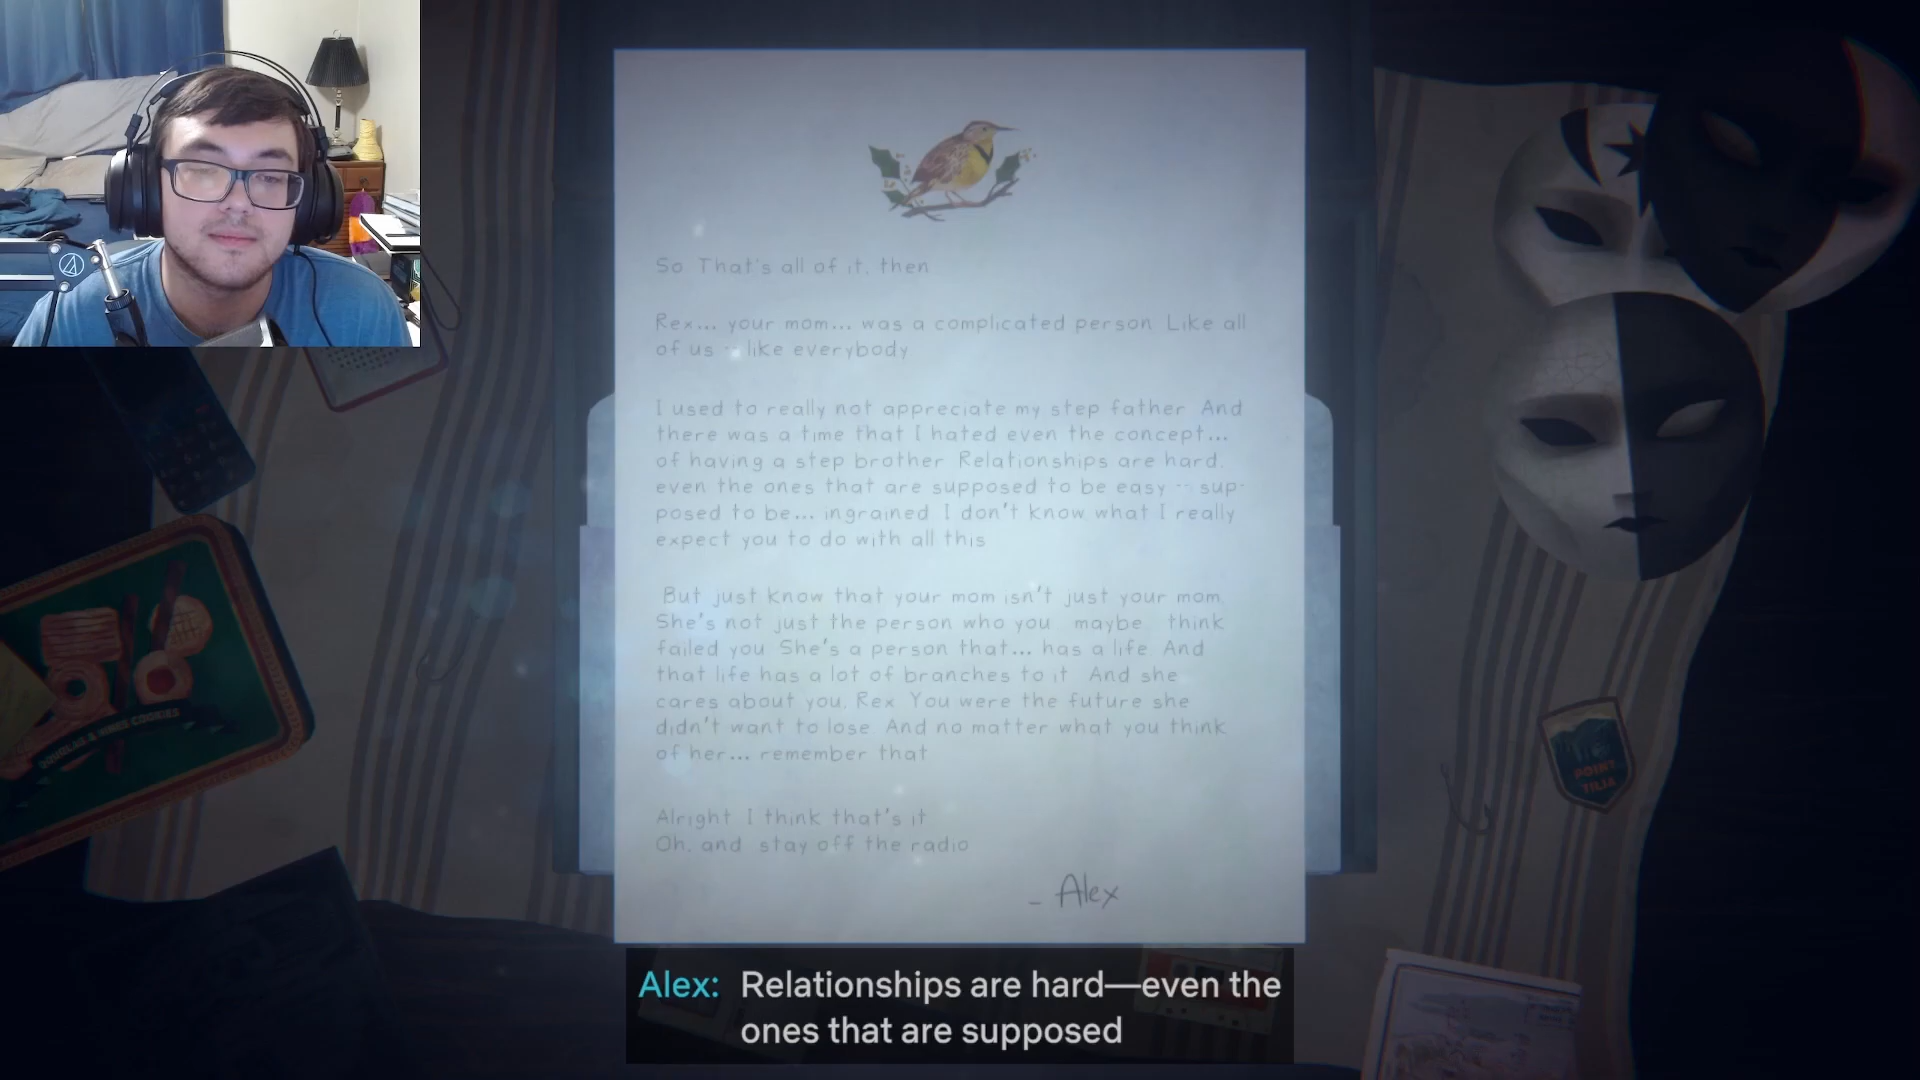 So That's all of it, then
Rex... your mom... was a complicated person Like all
of us -- like everybody
I used to really not appreciate my step father And
there was a time that I hated even the concept...
of having a step brother Relationships are hard,
even the ones that are supposed to be easy -- sup-
posed to be... ingrained I don't know what I really
expect you to do with all this
But just know that your mom isn't just your mom,
She's not just the person who you maybe think
failed you She's a person that... has a life And
that life has a lot of branches to it And she
cares about you, Rex You were the future she
didn't want to lose And no matter what you think
of her... remember that
Alright I think that's it
Oh, and stay off the radio
- Alex
& HINES COOKIES
POINT
TILIA
Alex: Relationships are hard—even the
ones that are supposed